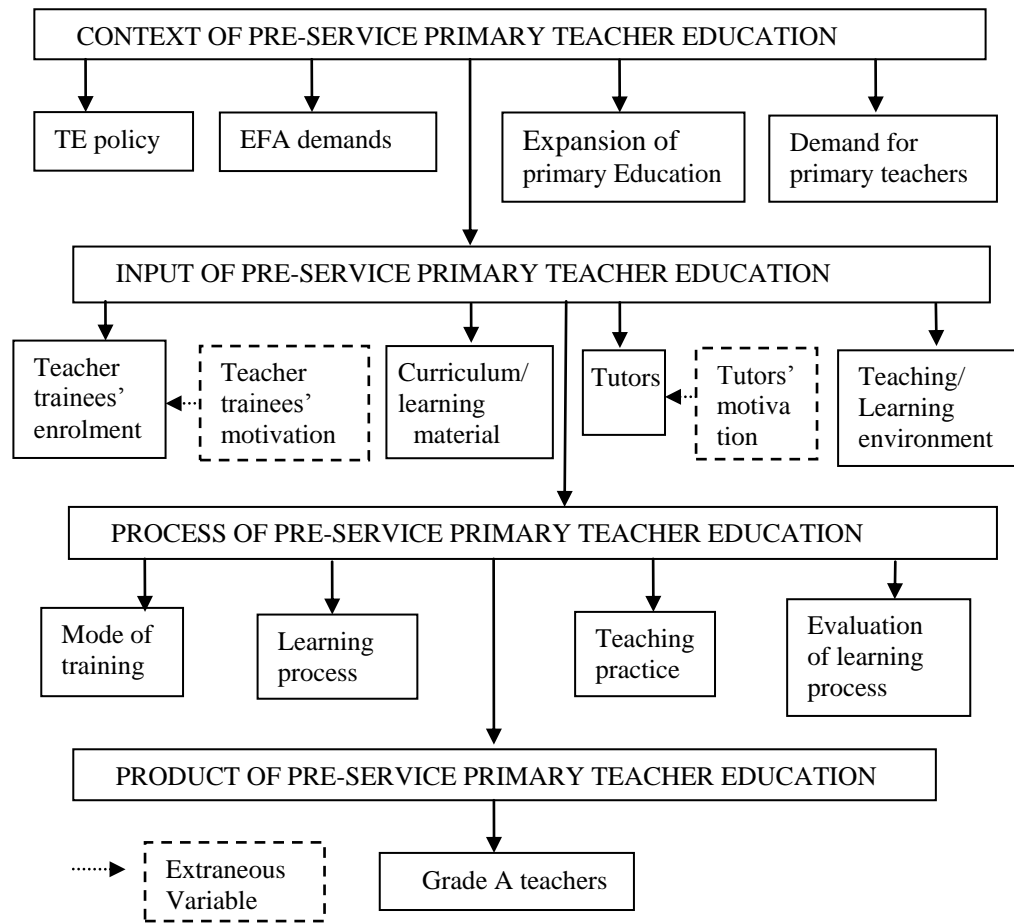 CONTEXT OF PRE-SERVICE PRIMARY TEACHER EDUCATION
TE policy
EFA demands
Expansion of
primary Education
Demand for
primary teachers
INPUT OF PRE-SERVICE PRIMARY TEACHER EDUCATION
Teacher
trainees’
enrolment
Teacher
trainees’
motivation
Curriculum/
learning
material
Tutors
Tutors’
motiva
tion
Teaching/
Learning
environment
PROCESS OF PRE-SERVICE PRIMARY TEACHER EDUCATION
Mode of
training
Learning
process
Teaching
practice
Evaluation
of learning
process
PRODUCT OF PRE-SERVICE PRIMARY TEACHER EDUCATION
Extraneous
Variable
Grade A teachers